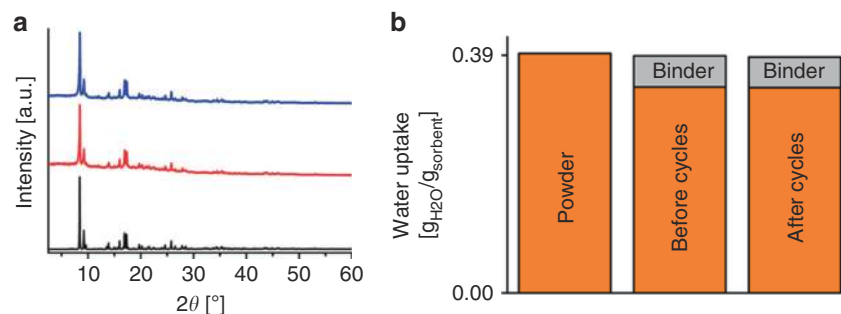 a
Intensity [a.u.]
10 20 30 40 50 60
2θ [°]
b
Water uptake
[gH2O/gsorbent]
0.39
0.00
Powder
Binder
Before cycles
Binder
After cycles